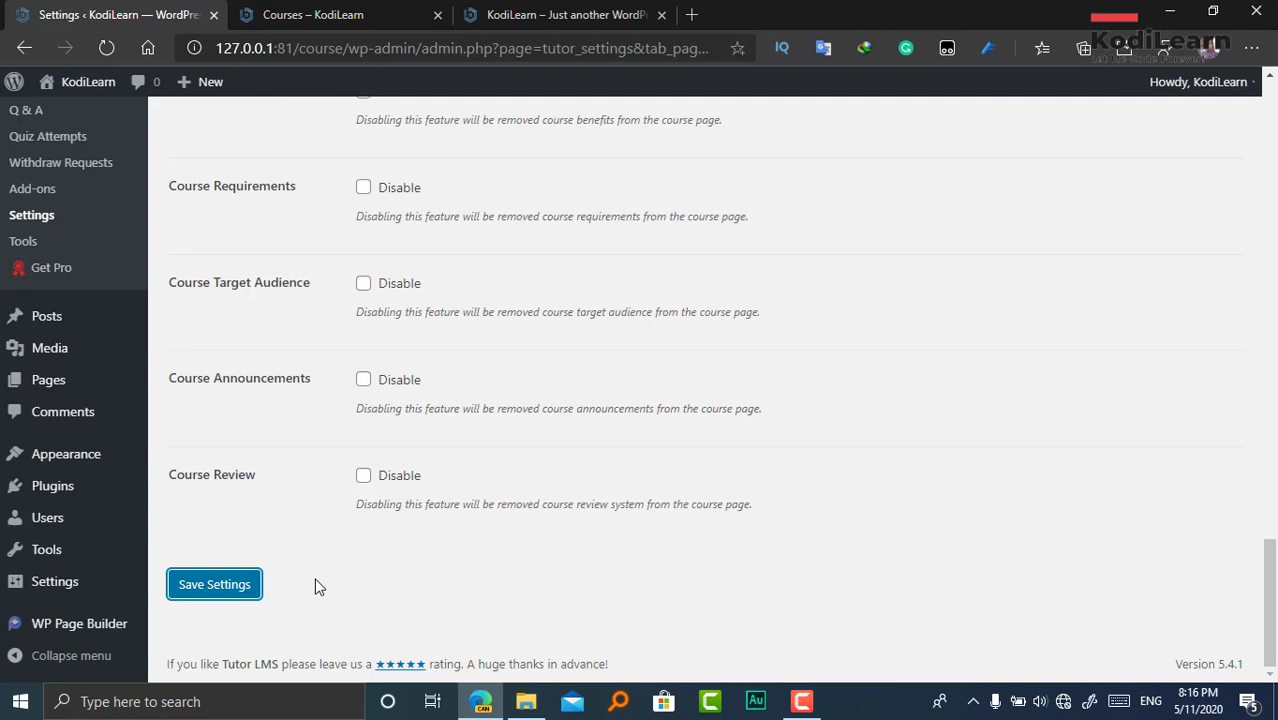 Settings ‹ KodiLearn — WordPre
Courses – KodiLearn
KodiLearn – Just another WordP
127.0.0.1:81/course/wp-admin/admin.php?page=tutor_settings&tab_pag...
KodiLearn
Let The Code Forever!
KodiLearn
0
New
Howdy, KodiLearn
Q & A
Quiz Attempts
Withdraw Requests
Add-ons
Settings
Tools
Get Pro
Posts
Media
Pages
Comments
Appearance
Plugins
Users
Tools
Settings
WP Page Builder
Collapse menu
Disabling this feature will be removed course benefits from the course page.
Course Requirements
Disable
Disabling this feature will be removed course requirements from the course page.
Course Target Audience
Disable
Disabling this feature will be removed course target audience from the course page.
Course Announcements
Disable
Disabling this feature will be removed course announcements from the course page.
Course Review
Disable
Disabling this feature will be removed course review system from the course page.
Save Settings
If you like Tutor LMS please leave us a ★★★★★ rating. A huge thanks in advance!
Version 5.4.1
Type here to search
CAN
Au
ENG
8:16 PM
5/11/2020
5